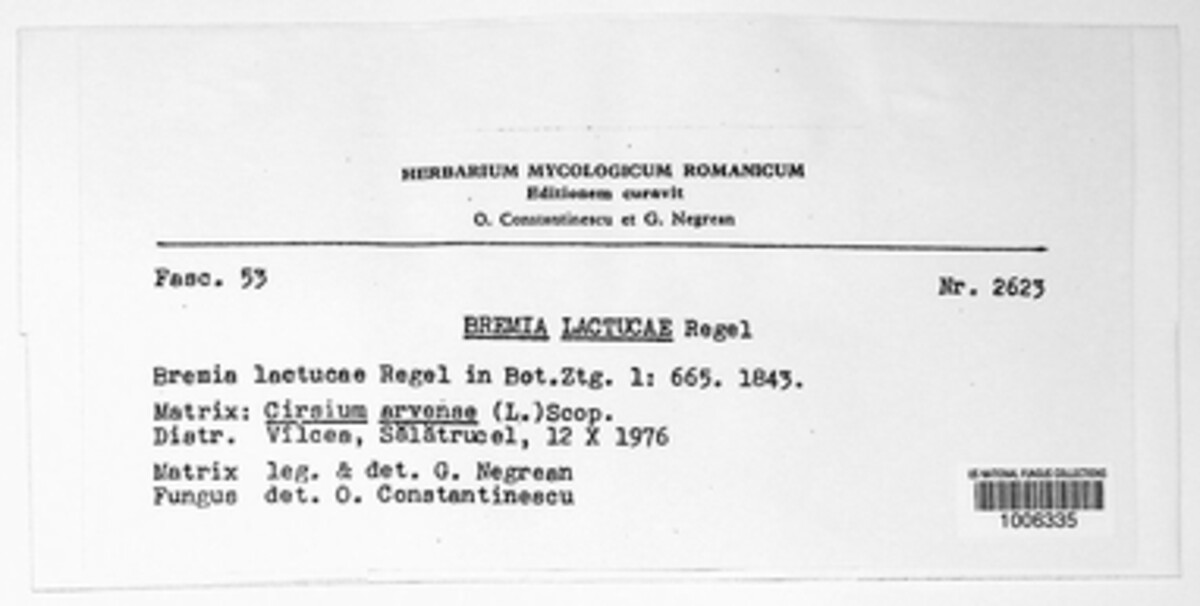 HERBARIUM MYCOLOGICUM ROMANICUM
Editionem curavit
O. Constantinescu et G. Negrean
Fasc. 53
Nr. 2623
BREMIA LACTUCAE Regel
Bremia lactucae Regel in Bot.Ztg. 1: 665. 1843.
Matrix: Cirsium arvense (L.)Scop.
Distr. Vîlcea, Sălătrucel, 12 X 1976
Matrix leg. & det. G. Negrean
Fungus det. O. Constantinescu
US NATIONAL FUNGUS COLLECTIONS
1006335